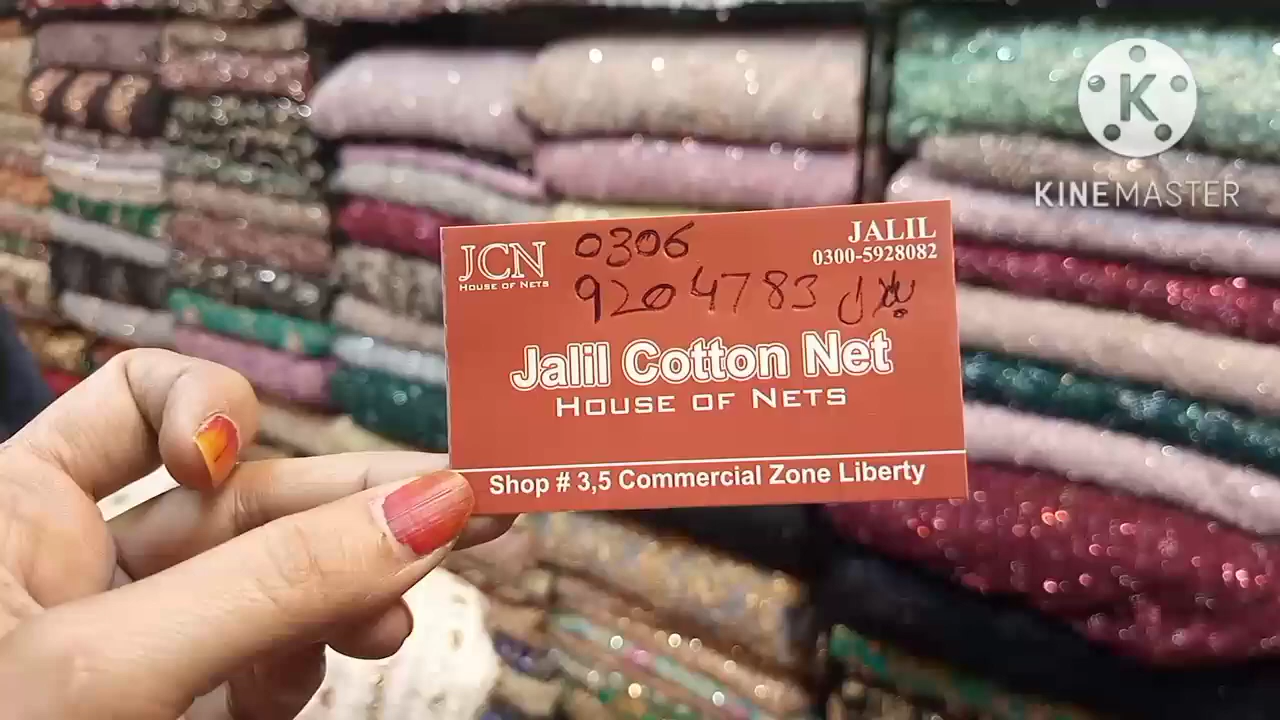 JCN
HOUSE OF NETS
0306
9204783 بلال
JALIL
0300-5928082
Jalil Cotton Net
HOUSE OF NETS
Shop # 3,5 Commercial Zone Liberty
K
KINEMASTER